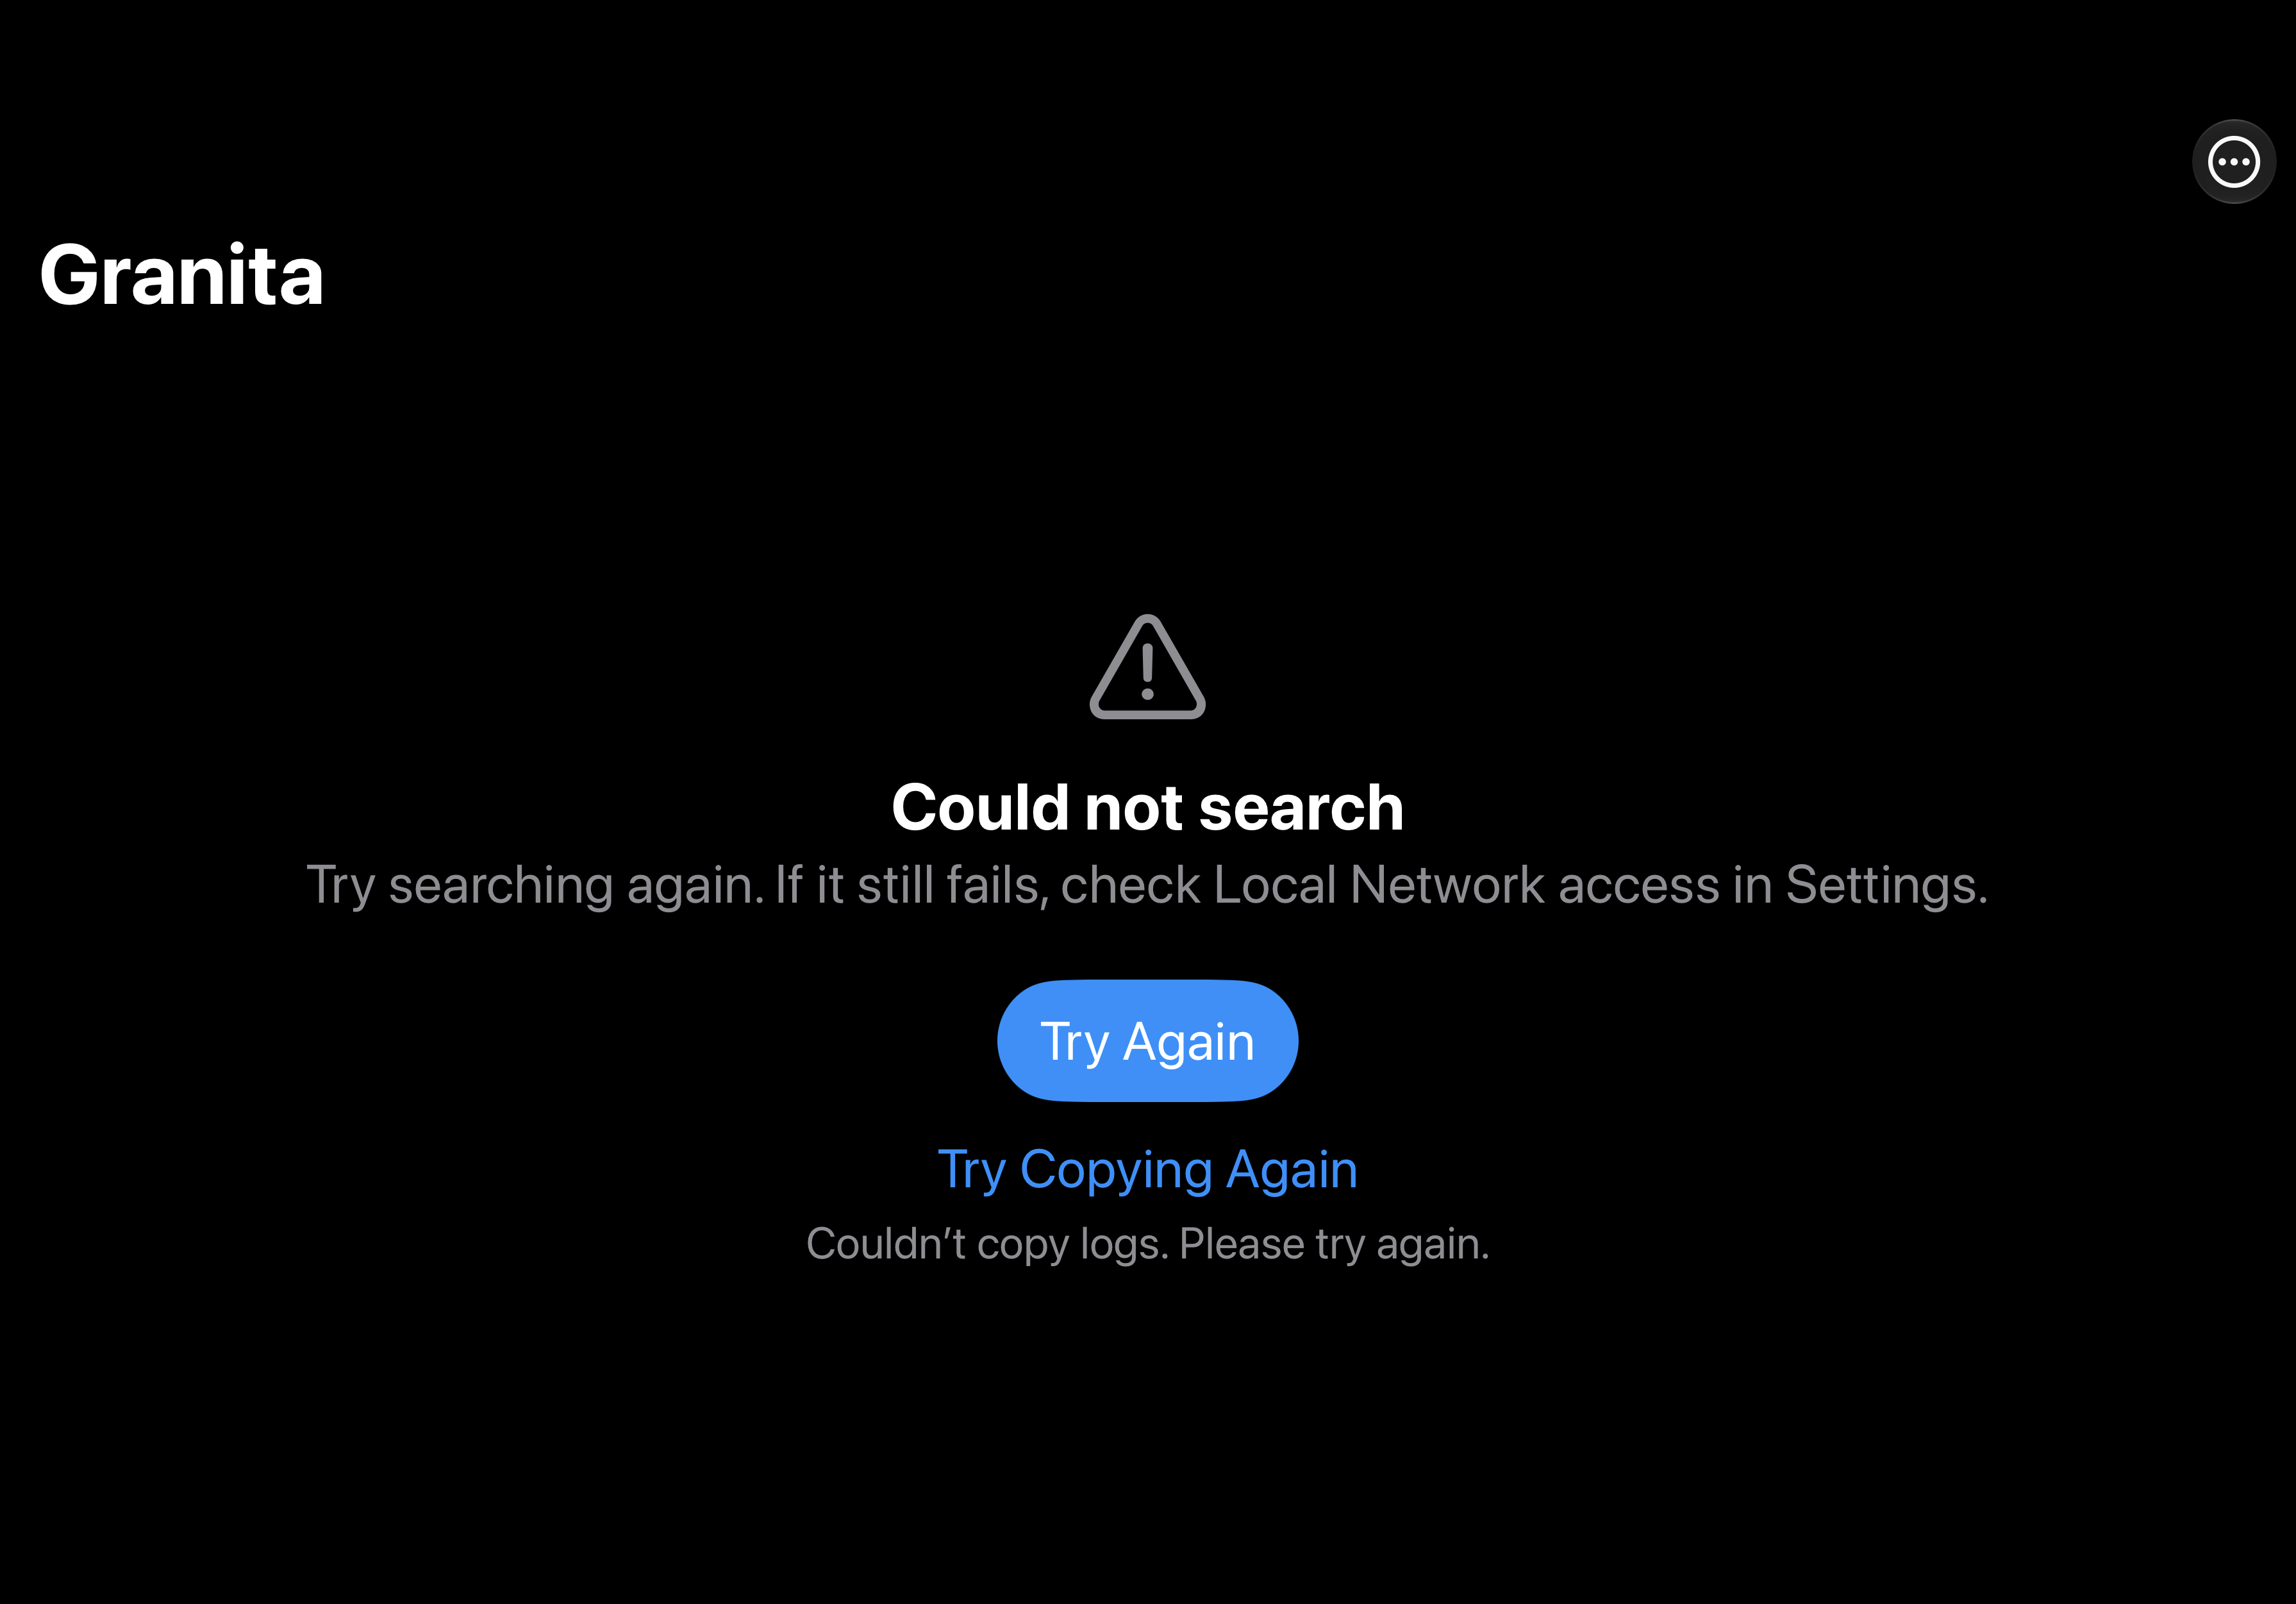 Granita
Could not search
Try searching again. If it still fails, check Local Network access in Settings.
Try Again
Try Copying Again
Couldn’t copy logs. Please try again.